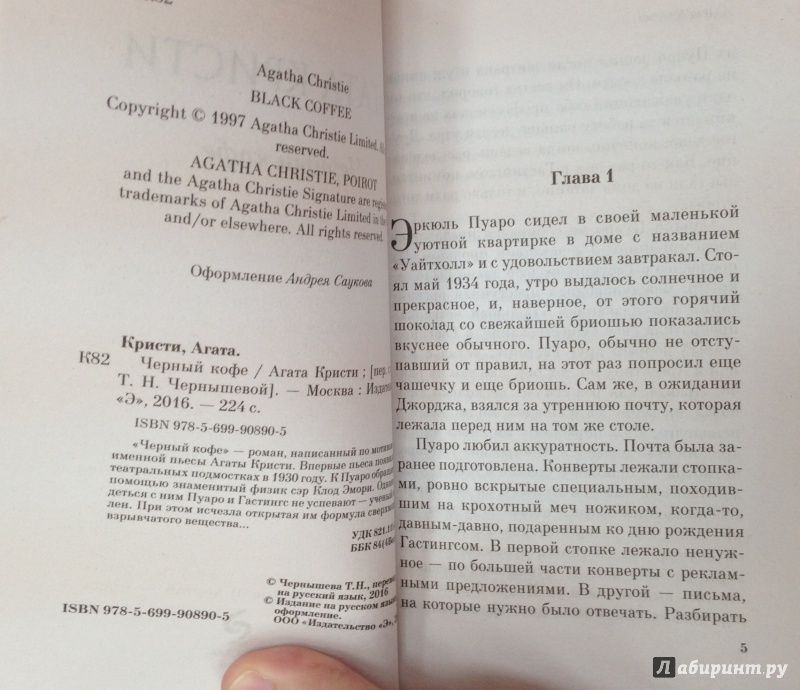 Agatha Christie
BLACK COFFEE
Copyright © 1997 Agatha Christie Limited.
reserved.
AGATHA CHRISTIE, POIROT
and the Agatha Christie Signature are
trademarks of Agatha Christie Limited in
and/or elsewhere. All rights reserved.
Оформление Андрея Саукова
Кристи, Агата.
К82
Черный кофе / Агата Кристи ; [пер.
Т. Н. Чернышевой]. — Москва :
«Э», 2016. — 224 с.
ISBN 978-5-699-90890-5
«Черный кофе» — роман, написанный по
именной пьесы Агаты Кристи. Впервые пьеса
театральных подмостках в 1930 году. К Пуаро
помощью знаменитый физик сэр Клод Эмори.
деться с ним Пуаро и Гастингс не успевают —
лен. При этом исчезла открытая им формула
взрывчатого вещества...
УДК
ББК
© Чернышева Т.Н.,
на русский язык, 2016
© Издание на русском
оформление.
ООО «Издательство «Э»,
ISBN 978-5-699-90890-5
Глава 1
Эркюль Пуаро сидел в своей маленькой
уютной квартирке в доме с названием
«Уайтхолл» и с удовольствием завтракал. Сто-
ял май 1934 года, утро выдалось солнечное и
прекрасное, и, наверное, от этого горячий
шоколад со свежайшей бриошью показались
вкуснее обычного. Пуаро, обычно не отсту-
павший от правил, на этот раз попросил еще
чашечку и еще бриошь. Сам же, в ожидании
Джорджа, взялся за утреннюю почту, которая
лежала перед ним на том же столе.
Пуаро любил аккуратность. Почта была за-
ранее подготовлена. Конверты лежали стопка-
ми, ровно вскрытые специальным, походив-
шим на крохотный меч ножиком, когда-то,
давным-давно, подаренным ко дню рождения
Гастингсом. В первой стопке лежало ненуж-
ное — по большей части конверты с реклам-
ными предложениями. В другой — письма,
на которые нужно было отвечать. Разбирать
5
Лабиринт.ру